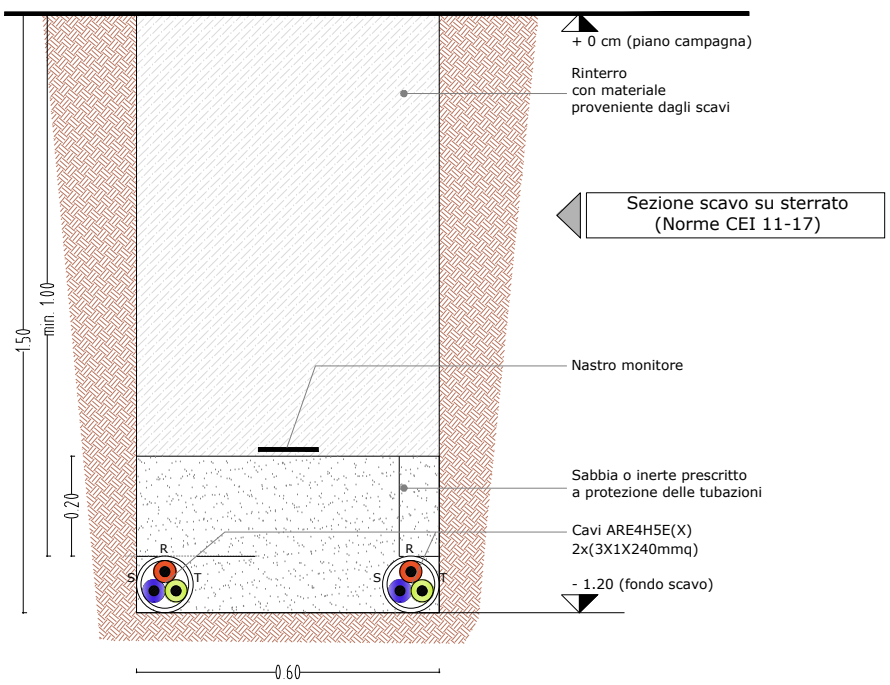 + 0 cm (piano campagna)
Rinterro
con materiale
proveniente dagli scavi
Sezione scavo su sterrato
(Norme CEI 11-17)
1.50
min. 1.00
Nastro monitore
0.20
Sabbia o inerte prescritto
a protezione delle tubazioni
Cavi ARE4H5E(X)
2x(3X1X240mmq)
R
S
T
R
S
T
- 1.20 (fondo scavo)
0.60